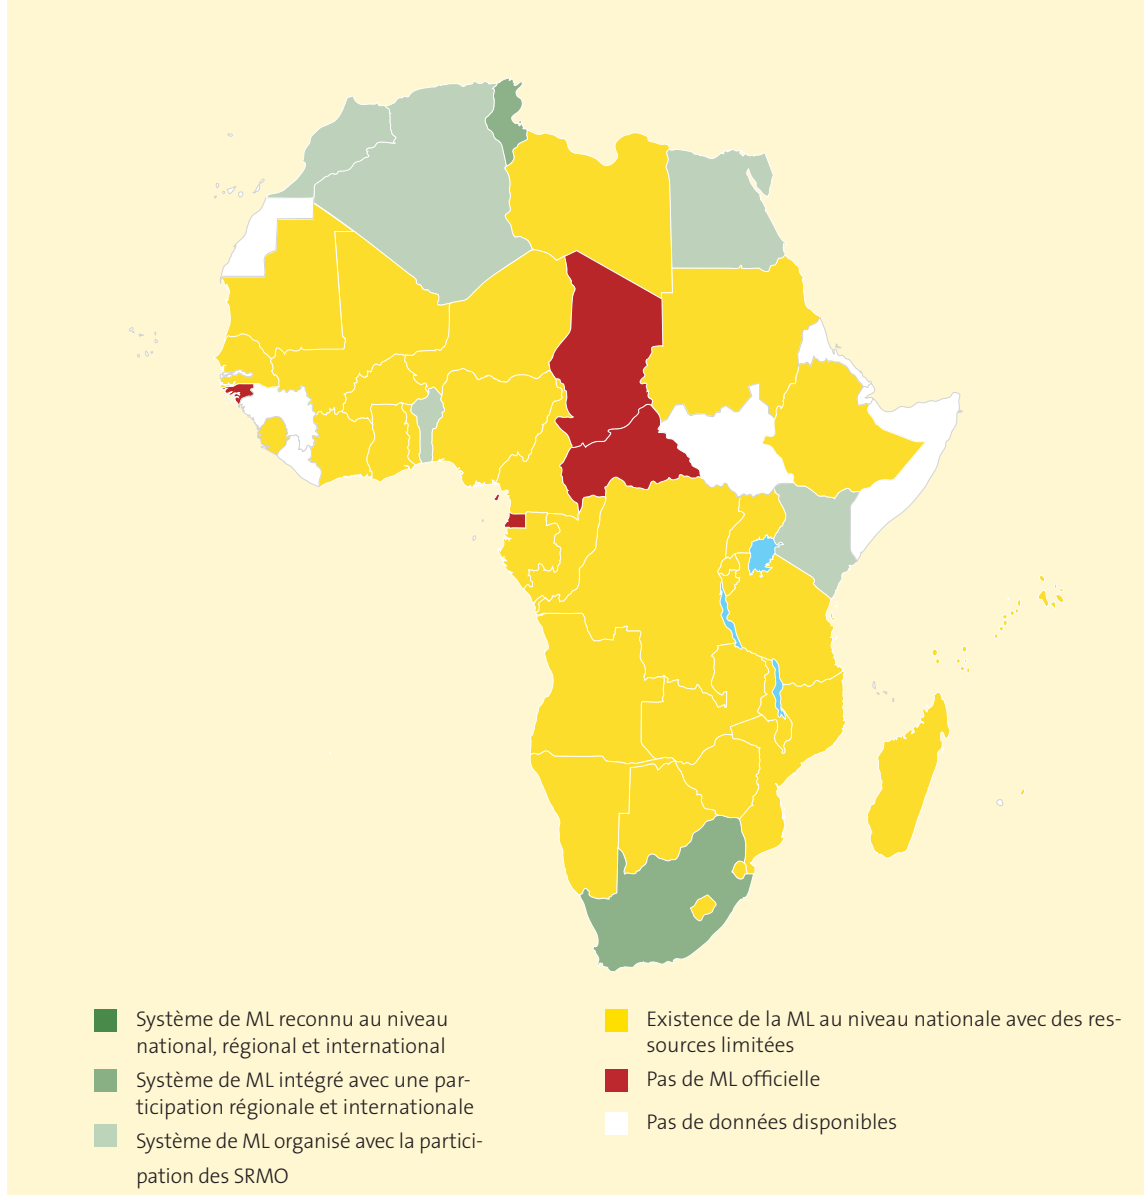 Système de ML reconnu au niveau
national, régional et international
Système de ML intégré avec une par-
ticipation régionale et internationale
Système de ML organisé avec la partici-
pation des SRMO
Existence de la ML au niveau nationale avec des res-
sources limitées
Pas de ML officielle
Pas de données disponibles